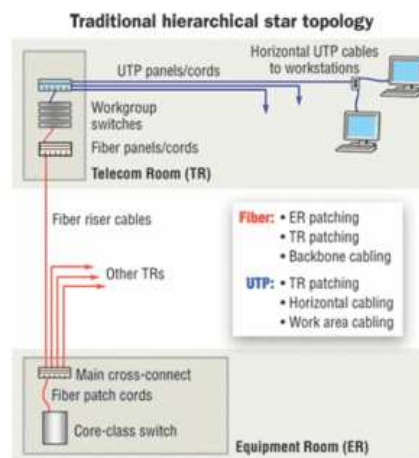 Traditional hierarchical star topology
UTP panels/cords
Horizontal UTP cables
to workstations
Workgroup
switches
Fiber panels/cords
Telecom Room (TR)
Fiber riser cables
Other TRs
Fiber: • ER patching
• TR patching
• Backbone cabling
UTP: • TR patching
• Horizontal cabling
• Work area cabling
Main cross-connect
Fiber patch cords
Core-class switch
Equipment Room (ER)